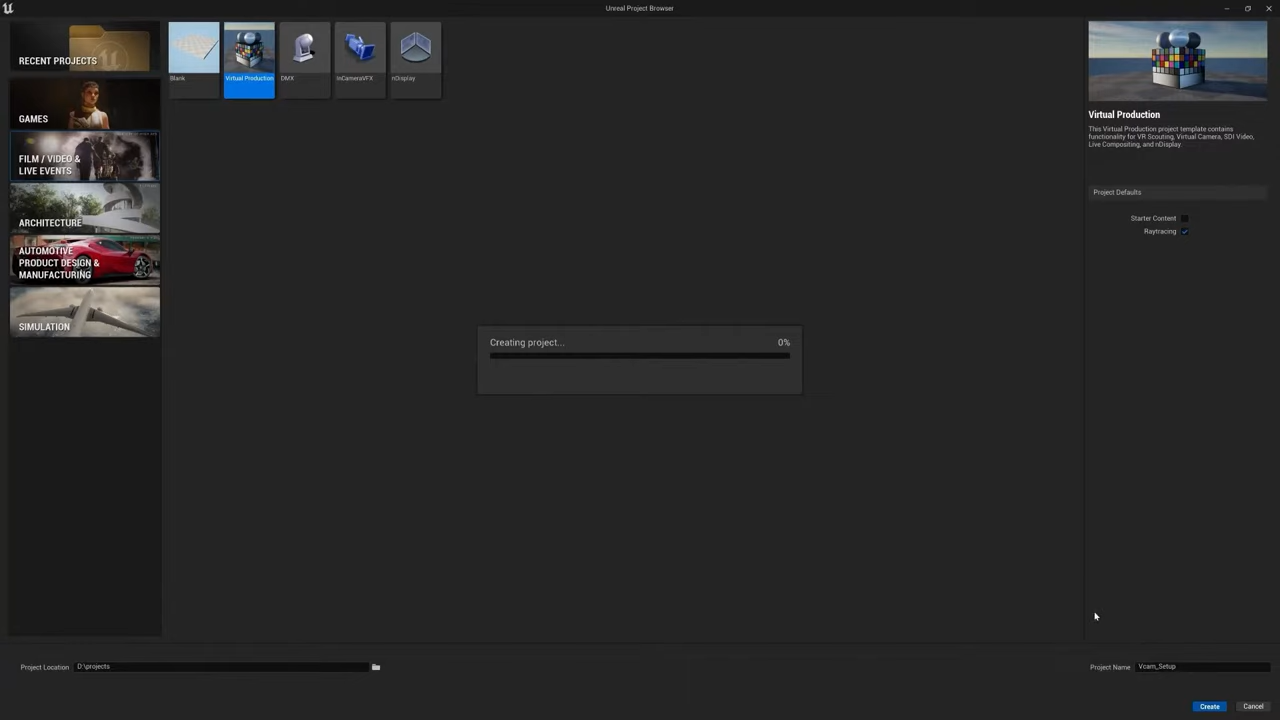 Unreal Project Browser
RECENT PROJECTS
GAMES
FILM / VIDEO &
LIVE EVENTS
ARCHITECTURE
AUTOMOTIVE
PRODUCT DESIGN &
MANUFACTURING
SIMULATION
Blank
Virtual Production
DMX
InCameraVFX
nDisplay
Creating project...
0%
Virtual Production
This Virtual Production project template contains
functionality for VR Scouting, Virtual Camera, SDI Video,
Live Compositing, and nDisplay.
Project Defaults
Starter Content
Raytracing
Project Location
D:\projects
Project Name
Vcam_Setup
Create
Cancel